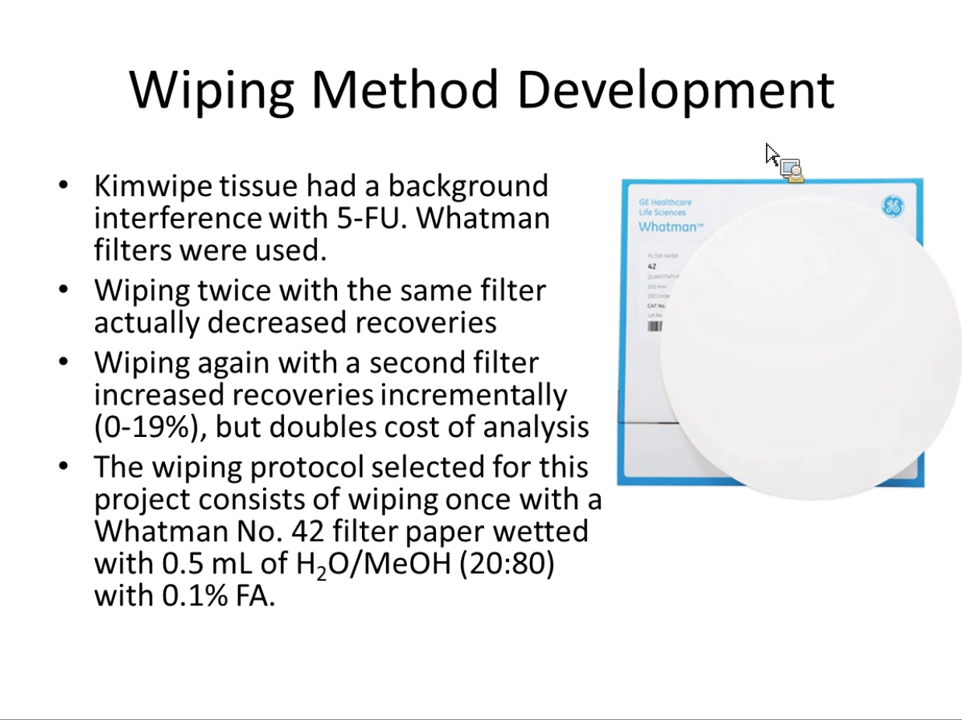 Wiping Method Development
• Kimwipe tissue had a background
interference with 5-FU. Whatman
filters were used.
• Wiping twice with the same filter
actually decreased recoveries
• Wiping again with a second filter
increased recoveries incrementally
(0-19%), but doubles cost of analysis
• The wiping protocol selected for this
project consists of wiping once with a
Whatman No. 42 filter paper wetted
with 0.5 mL of H₂O/MeOH (20:80)
with 0.1% FA.
GE Healthcare
Life Sciences
Whatman™
FILTER PAPER
42
QUANTITATIVE
CAT No.